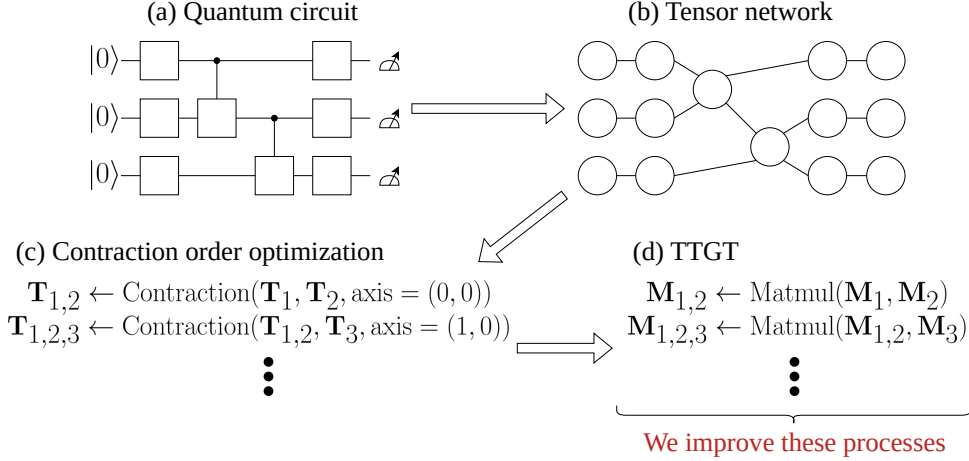 (a) Quantum circuit
(b) Tensor network
|0⟩
|0⟩
|0⟩
(c) Contraction order optimization
(d) TTGT
T1,2 ← Contraction(T1, T2, axis = (0, 0))
T1,2,3 ← Contraction(T1,2, T3, axis = (1, 0))
M1,2 ← Matmul(M1, M2)
M1,2,3 ← Matmul(M1,2, M3)
We improve these processes